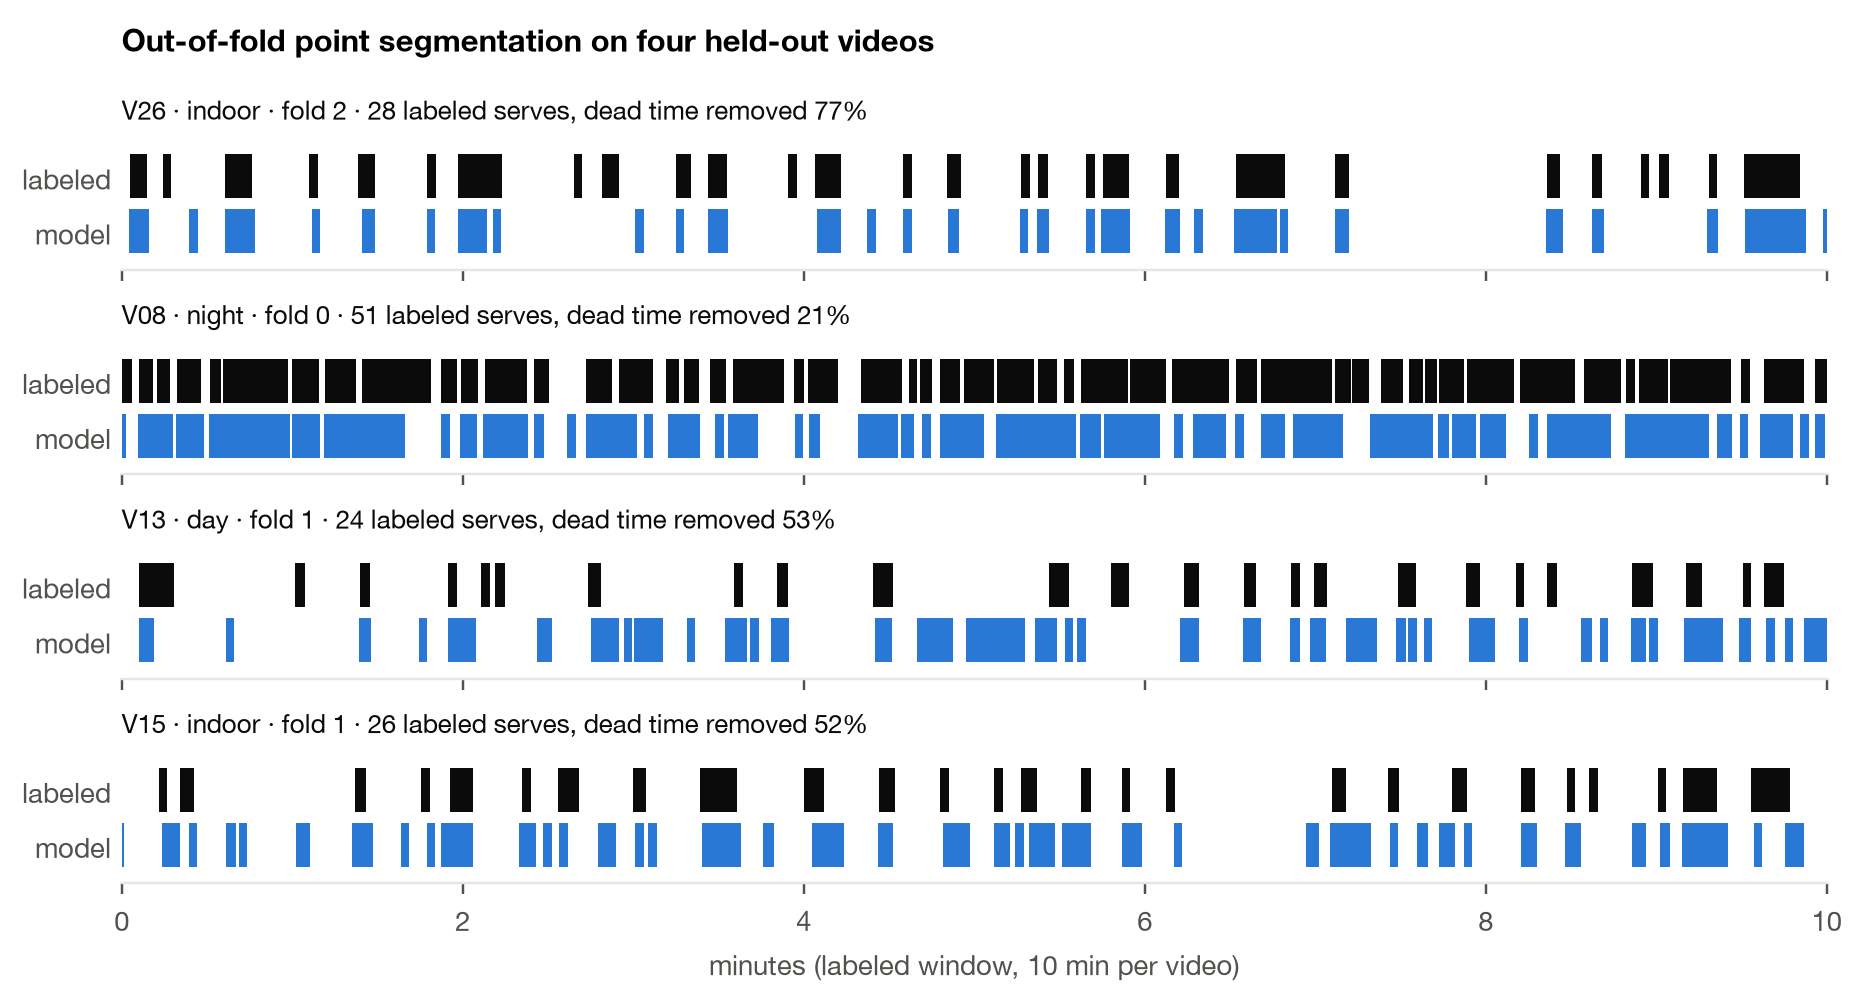 Out-of-fold point segmentation on four held-out videos
V26 · indoor · fold 2 · 28 labeled serves, dead time removed 77%
labeled
model
V08 · night · fold 0 · 51 labeled serves, dead time removed 21%
labeled
model
V13 · day · fold 1 · 24 labeled serves, dead time removed 53%
labeled
model
V15 · indoor · fold 1 · 26 labeled serves, dead time removed 52%
labeled
model
0 2 4 6 8 10
minutes (labeled window, 10 min per video)